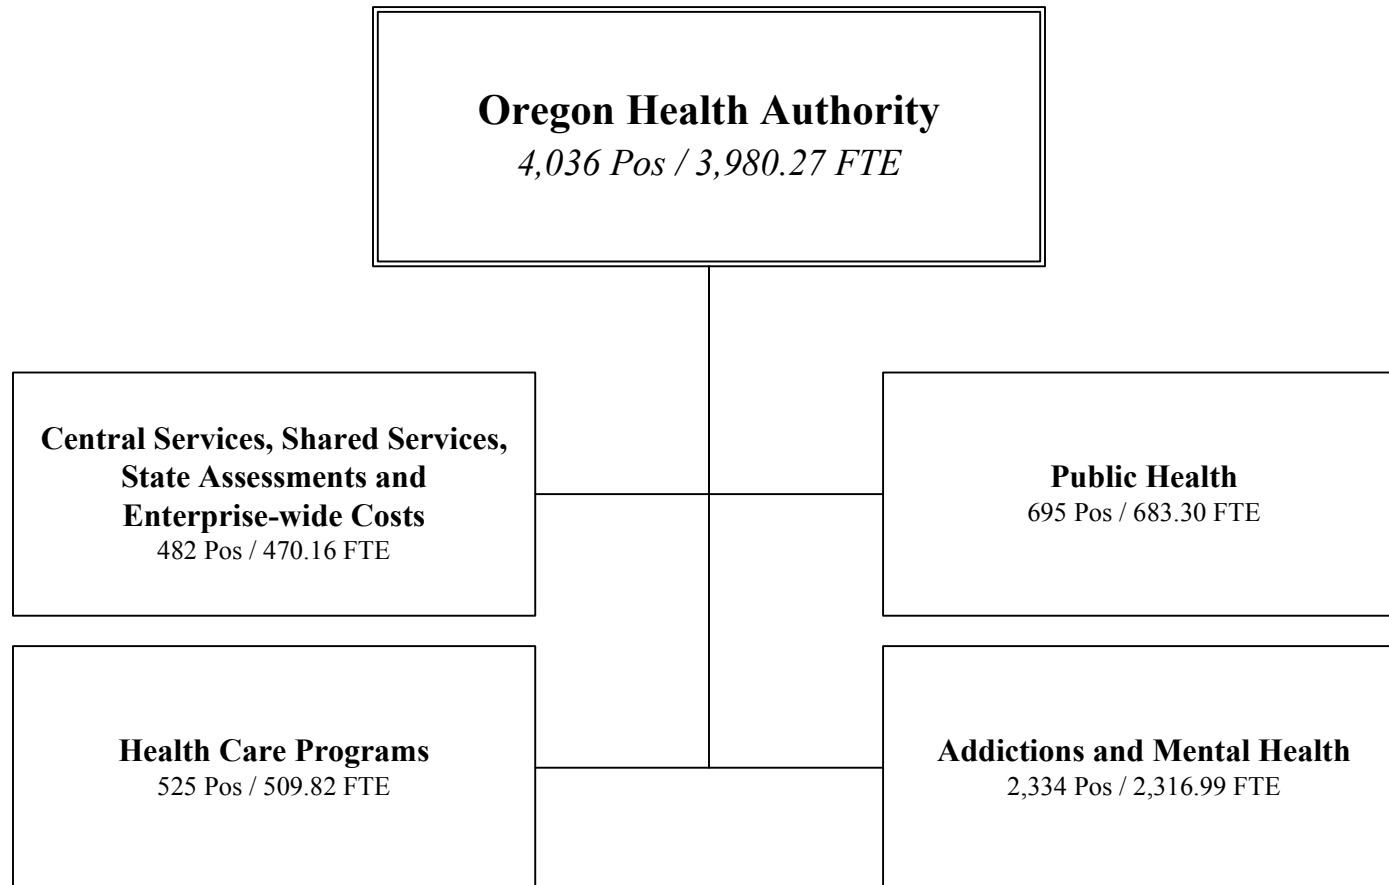 Oregon Health Authority
4,036 Pos / 3,980.27 FTE
Central Services, Shared Services,
State Assessments and
Enterprise-wide Costs
482 Pos / 470.16 FTE
Public Health
695 Pos / 683.30 FTE
Health Care Programs
525 Pos / 509.82 FTE
Addictions and Mental Health
2,334 Pos / 2,316.99 FTE